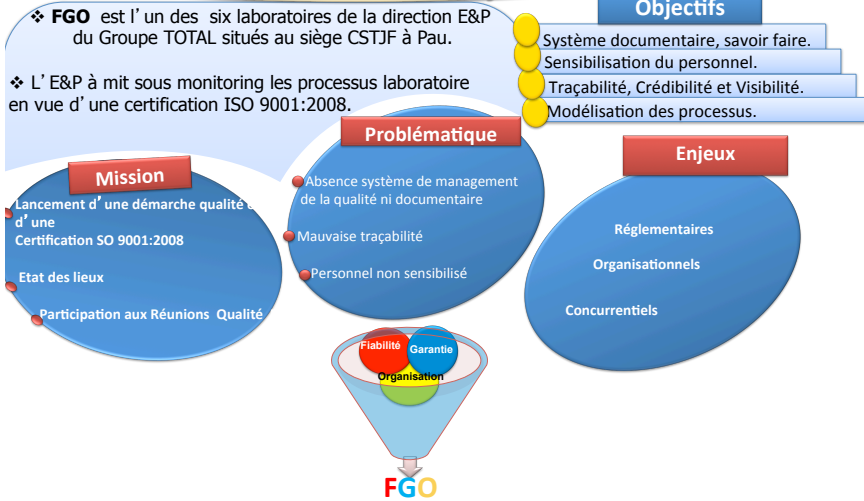 ❖ FGO est l’un des six laboratoires de la direction E&P
du Groupe TOTAL situés au siège CSTJF à Pau.
❖ L’E&P à mit sous monitoring les processus laboratoire
en vue d’une certification ISO 9001:2008.
Objectifs
Système documentaire, savoir faire.
Sensibilisation du personnel.
Traçabilité, Crédibilité et Visibilité.
Modélisation des processus.
Mission
Lancement d’une démarche qualité
d’une
Certification SO 9001:2008
Etat des lieux
Participation aux Réunions Qualité
Problématique
Absence système de management
de la qualité ni documentaire
Mauvaise traçabilité
Personnel non sensibilisé
Enjeux
Réglementaires
Organisationnels
Concurrentiels
Fiabilité
Garantie
Organisation
FGO